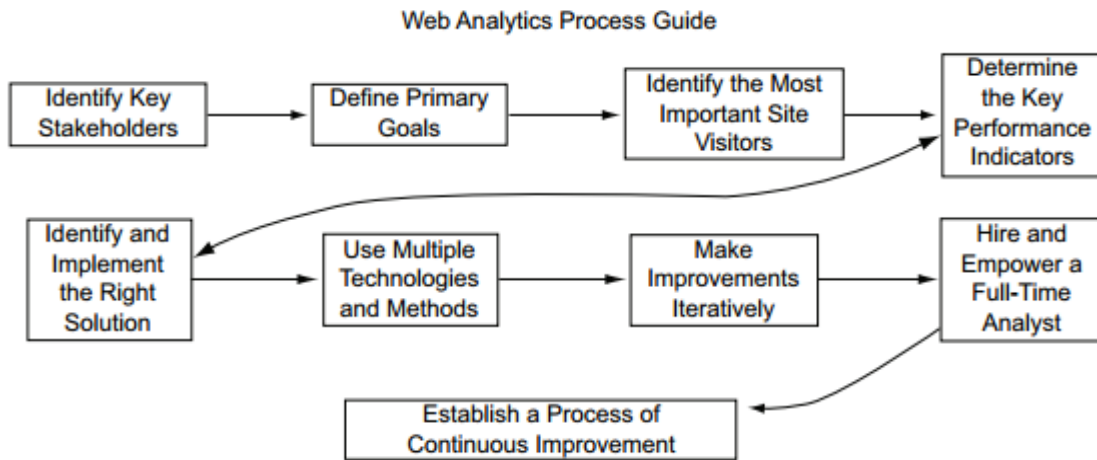 Web Analytics Process Guide
Identify Key
Stakeholders
Define Primary
Goals
Identify the Most
Important Site
Visitors
Determine
the Key
Performance
Indicators
Identify and
Implement
the Right
Solution
Use Multiple
Technologies
and Methods
Make
Improvements
Iteratively
Hire and
Empower a
Full-Time
Analyst
Establish a Process of
Continuous Improvement